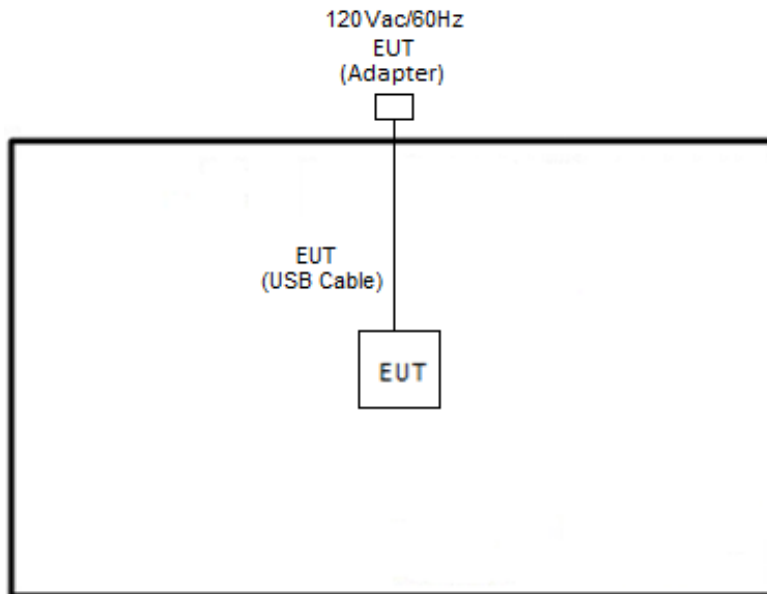 120Vac/60Hz
EUT
(Adapter)
EUT
(USB Cable)
EUT